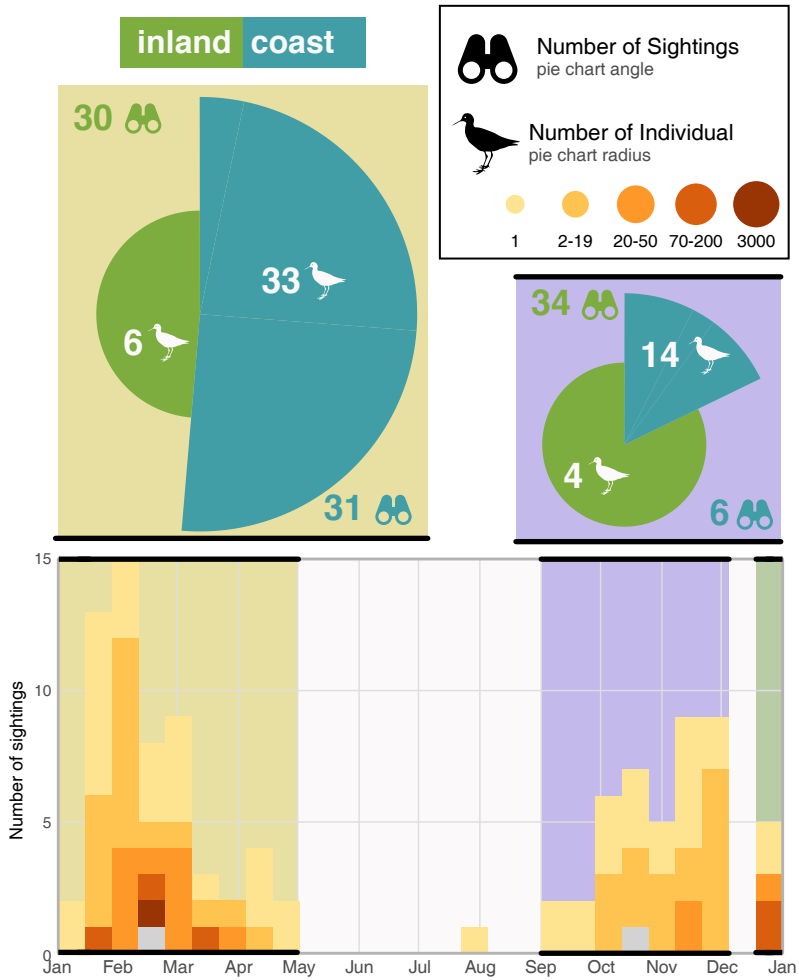 inland coast
Number of Sightings
pie chart angle
Number of Individual
pie chart radius
1 2-19 20-50 70-200 3000
30
33
6
31
34
14
4
6
15
10
5
0
Number of sightings
Jan Feb Mar Apr May Jun Jul Aug Sep Oct Nov Dec Jan